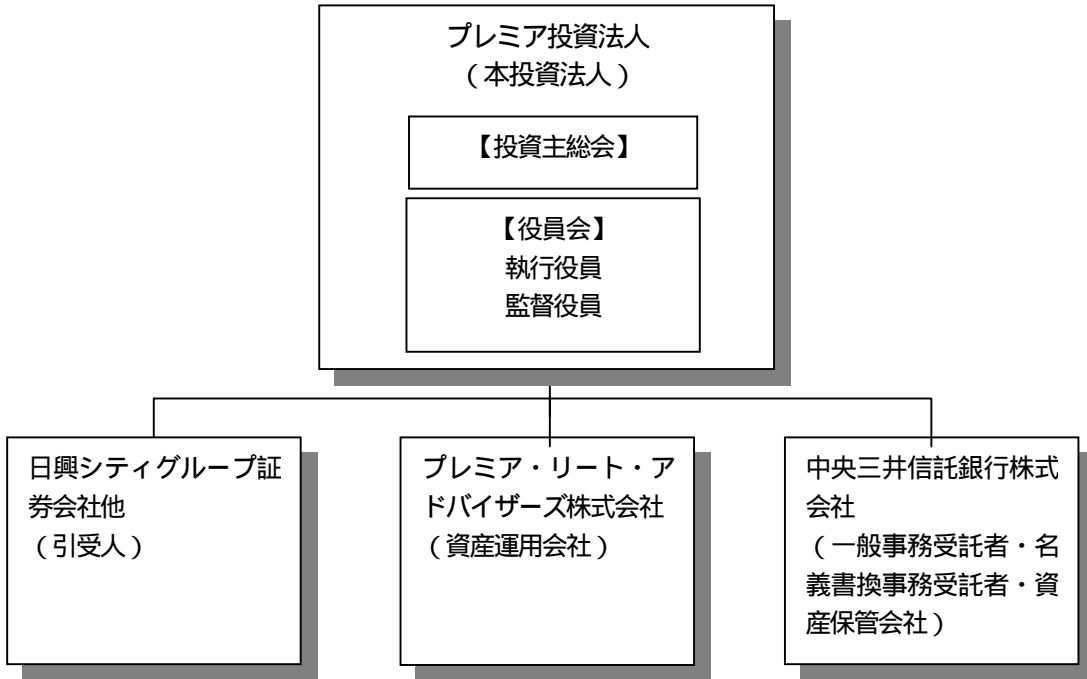 プレミア投資法人
（本投資法人）
【投資主総会】
【役員会】
執行役員
監督役員
日興シティグループ証
券会社他
（引受人）
プレミア・リート・ア
ドバイザーズ株式会社
（資産運用会社）
中央三井信託銀行株式
会社
（一般事務受託者・名
義書換事務受託者・資
産保管会社）